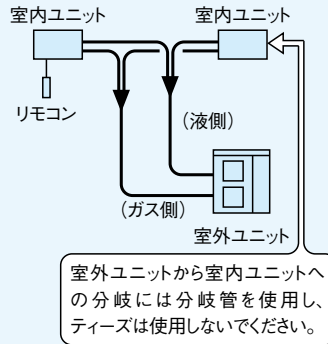 室内ユニット
室内ユニット
リモコン
(液側)
(ガス側)
室外ユニット
室外ユニットから室内ユニットへ
の分岐には分岐管を使用し、
ティーズは使用しないでください。